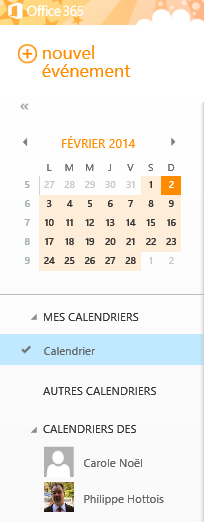 Office 365
nouvel
événement
«
FÉVRIER 2014
L M M J V S D
5 27 28 29 30 31 1 2
6 3 4 5 6 7 8 9
7 10 11 12 13 14 15 16
8 17 18 19 20 21 22 23
9 24 25 26 27 28 1 2
MES CALENDRIERS
Calendrier
AUTRES CALENDRIERS
CALENDRIERS DES
Carole Noël
Philippe Hottois